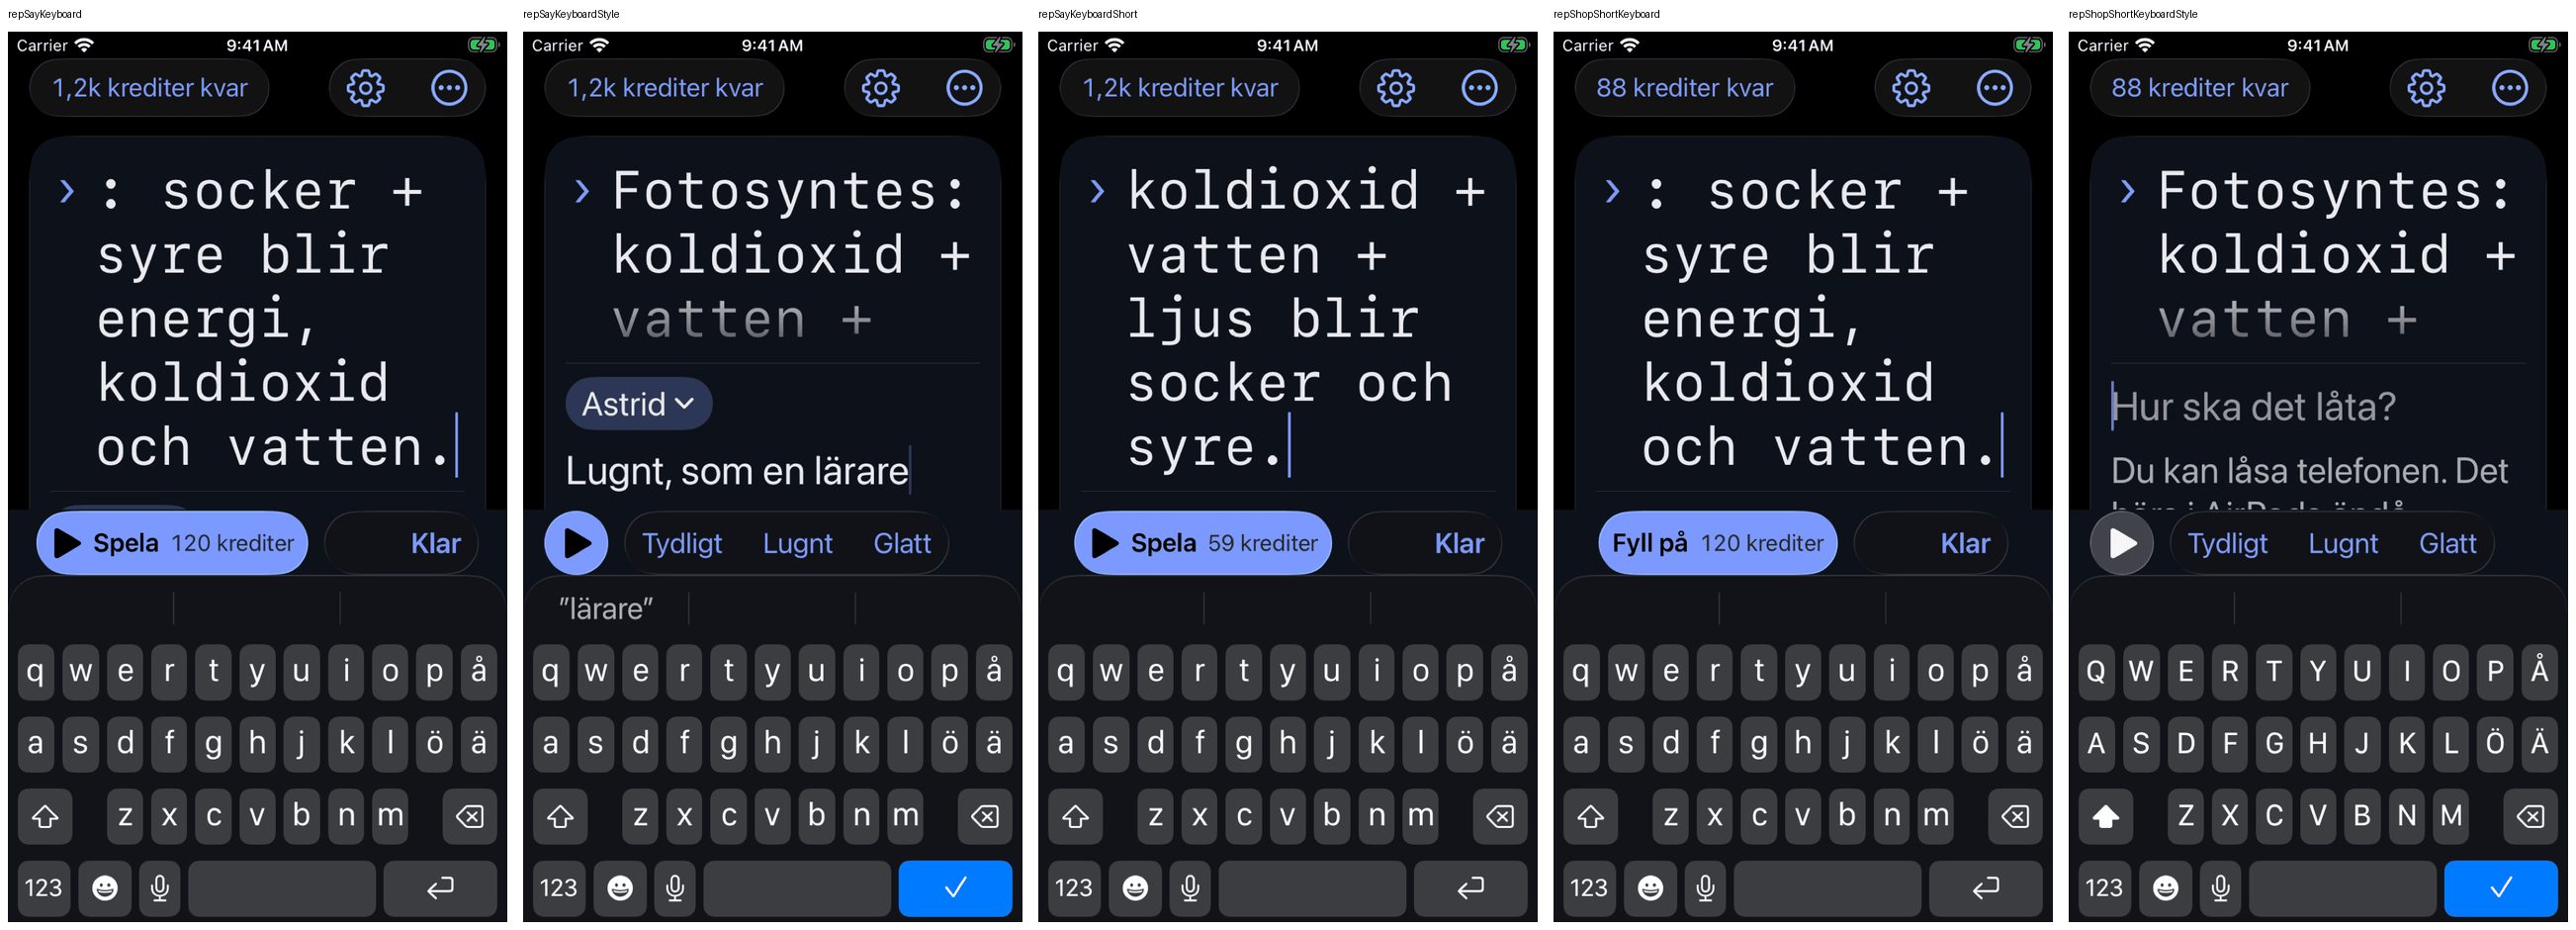 repSayKeyboard
Carrier 9:41 AM
1,2k krediter kvar
› : socker +
syre blir
energi,
koldioxid
och vatten.
Spela 120 krediter Klar
q w e r t y u i o p å
a s d f g h j k l ö ä
z x c v b n m
123
repSayKeyboardStyle
Carrier 9:41 AM
1,2k krediter kvar
› Fotosyntes:
koldioxid +
vatten +
Astrid
Lugnt, som en lärare
Tydligt Lugnt Glatt
"lärare"
q w e r t y u i o p å
a s d f g h j k l ö ä
z x c v b n m
123
repSayKeyboardShort
Carrier 9:41 AM
1,2k krediter kvar
› koldioxid +
vatten +
ljus blir
socker och
syre.
Spela 59 krediter Klar
q w e r t y u i o p å
a s d f g h j k l ö ä
z x c v b n m
123
repShopShortKeyboard
Carrier 9:41 AM
88 krediter kvar
› : socker +
syre blir
energi,
koldioxid
och vatten.
Fyll på 120 krediter Klar
q w e r t y u i o p å
a s d f g h j k l ö ä
z x c v b n m
123
repShopShortKeyboardStyle
Carrier 9:41 AM
88 krediter kvar
› Fotosyntes:
koldioxid +
vatten +
Hur ska det låta?
Du kan låsa telefonen. Det
Tydligt Lugnt Glatt
Q W E R T Y U I O P Å
A S D F G H J K L Ö Ä
Z X C V B N M
123